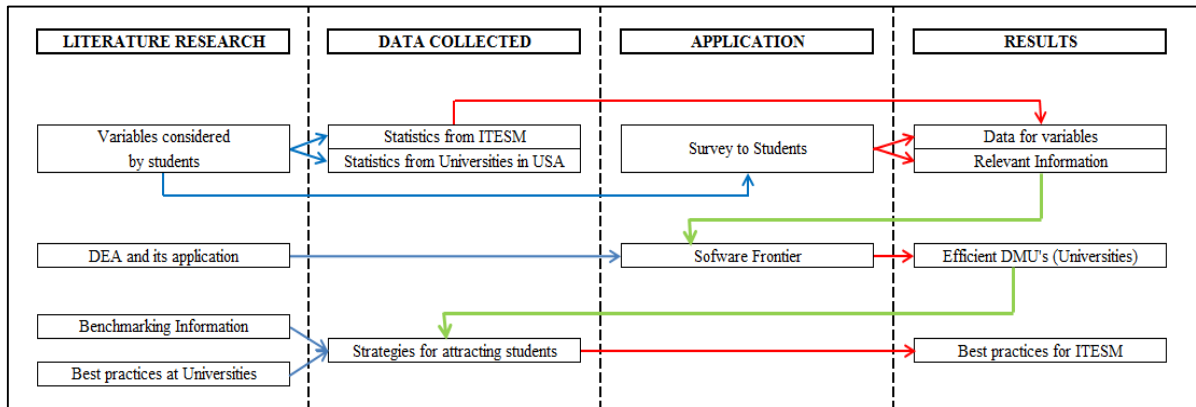 LITERATURE RESEARCH
DATA COLLECTED
APPLICATION
RESULTS
Variables considered
by students
Statistics from ITESM
Statistics from Universities in USA
Survey to Students
Data for variables
Relevant Information
DEA and its application
Sofware Frontier
Efficient DMU's (Universities)
Benchmarking Information
Best practices at Universities
Strategies for attracting students
Best practices for ITESM